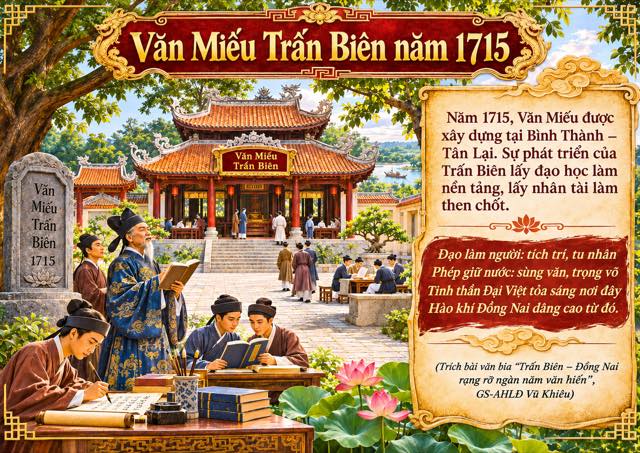 Văn Miếu Trấn Biên năm 1715
Năm 1715, Văn Miếu được
xây dựng tại Bình Thành –
Tân Lại. Sự phát triển của
Trấn Biên lấy đạo học làm
nền tảng, lấy nhân tài làm
then chốt.
Đạo làm người: tích trí, tu nhân
Phép giữ nước: sùng văn, trọng võ
Tinh thần Đại Việt tỏa sáng nơi đây
Hào khí Đồng Nai dâng cao từ đó.
(Trích bài văn bia “Trấn Biên – Đồng Nai
rạng rỡ ngàn năm văn hiến”,
GS-AHLĐ Vũ Khiêu)
Văn Miếu
Trấn Biên
Văn
Miếu
Trấn
Biên
1715